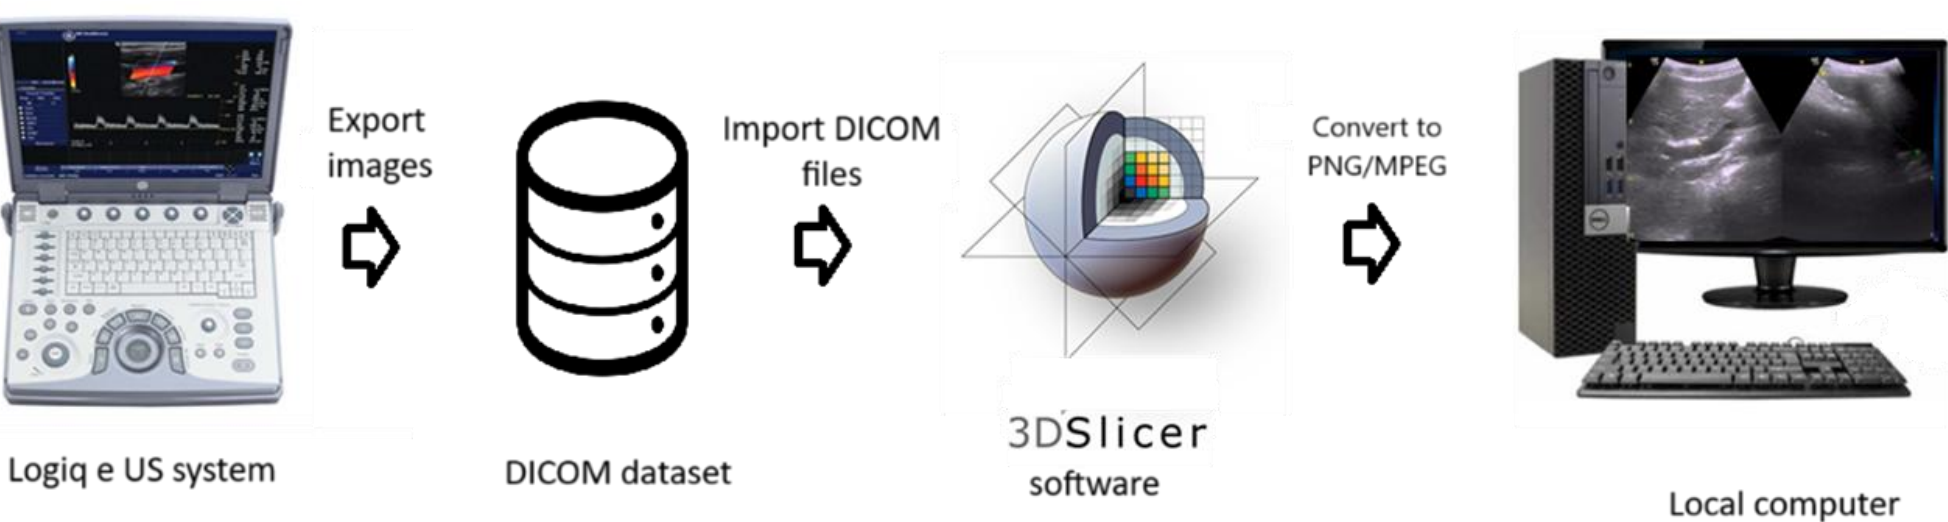 Export
images
Import DICOM
files
Convert to
PNG/MPEG
Logiq e US system
DICOM dataset
3DSlicer
software
Local computer